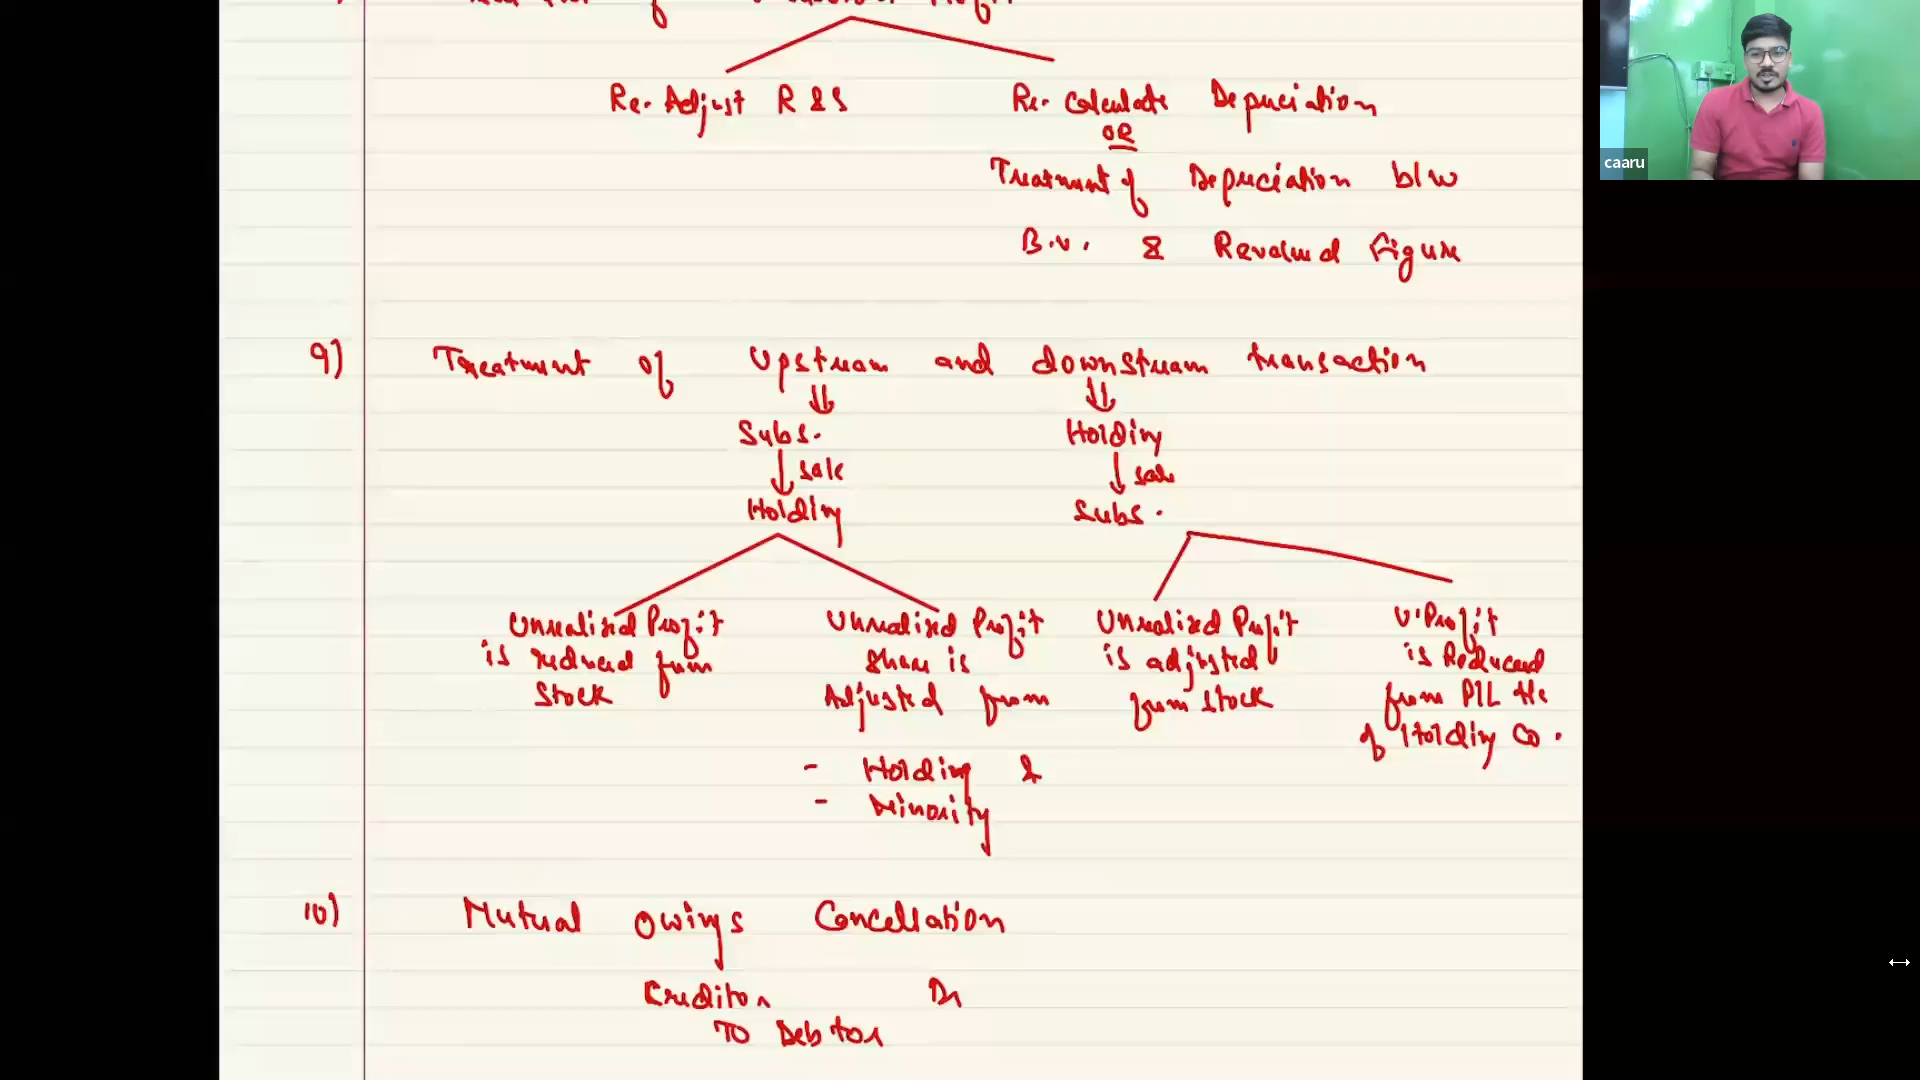 Re-Adjust R & S
Re-Calculate Depreciation
OR
Treatment of Depreciation b/w
B.V. & Revalued Figure
9) Treatment of Upstream and downstream transaction
Subs. Holding
sale sale
Holding Subs.
Unrealised Profit is reduced from Stock
Unrealised Profit Share is Adjusted from
- Holding &
- Minority
Unrealised Profit is adjusted from Stock
U.Profit is Reduced from P/L A/c of Holding Co.
10) Mutual Owings Cancellation
Creditor Dr
To Debtor
caaru